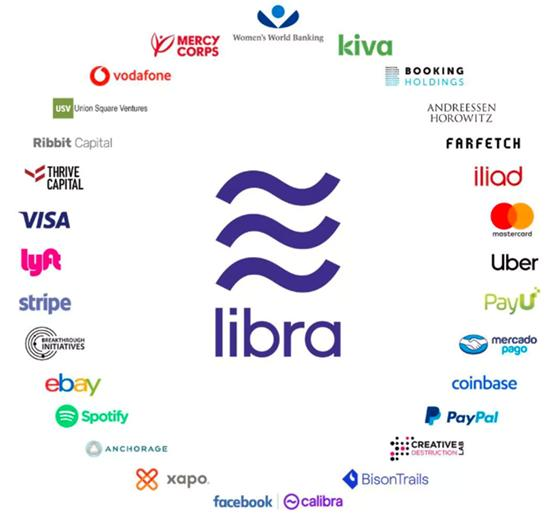 Women's World Banking
MERCY
CORPS
kiva
vodafone
BOOKING
HOLDINGS
USV Union Square Ventures
ANDREESSEN
HOROWITZ
Ribbit Capital
FARFETCH
THRIVE
CAPITAL
iliad
VISA
mastercard
lyft
Uber
stripe
PayU
BREAKTHROUGH
INITIATIVES
mercado
pago
libra
ebay
coinbase
Spotify
PayPal
ANCHORAGE
CREATIVE
DESTRUCTION LAB
xapo.
BisonTrails
facebook calibra